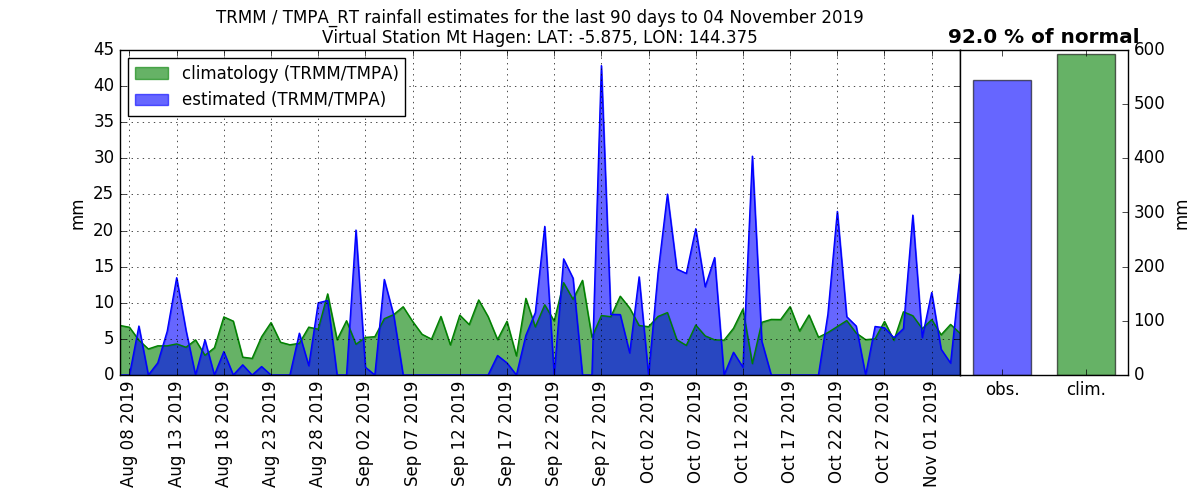 TRMM / TMPA_RT rainfall estimates for the last 90 days to 04 November 2019
Virtual Station Mt Hagen: LAT: -5.875, LON: 144.375
92.0 % of normal
climatology (TRMM/TMPA)
estimated (TRMM/TMPA)
mm
45
40
35
30
25
20
15
10
5
0
Aug 08 2019
Aug 13 2019
Aug 18 2019
Aug 23 2019
Aug 28 2019
Sep 02 2019
Sep 07 2019
Sep 12 2019
Sep 17 2019
Sep 22 2019
Sep 27 2019
Oct 02 2019
Oct 07 2019
Oct 12 2019
Oct 17 2019
Oct 22 2019
Oct 27 2019
Nov 01 2019
obs.
clim.
600
500
400
300
200
100
0
mm